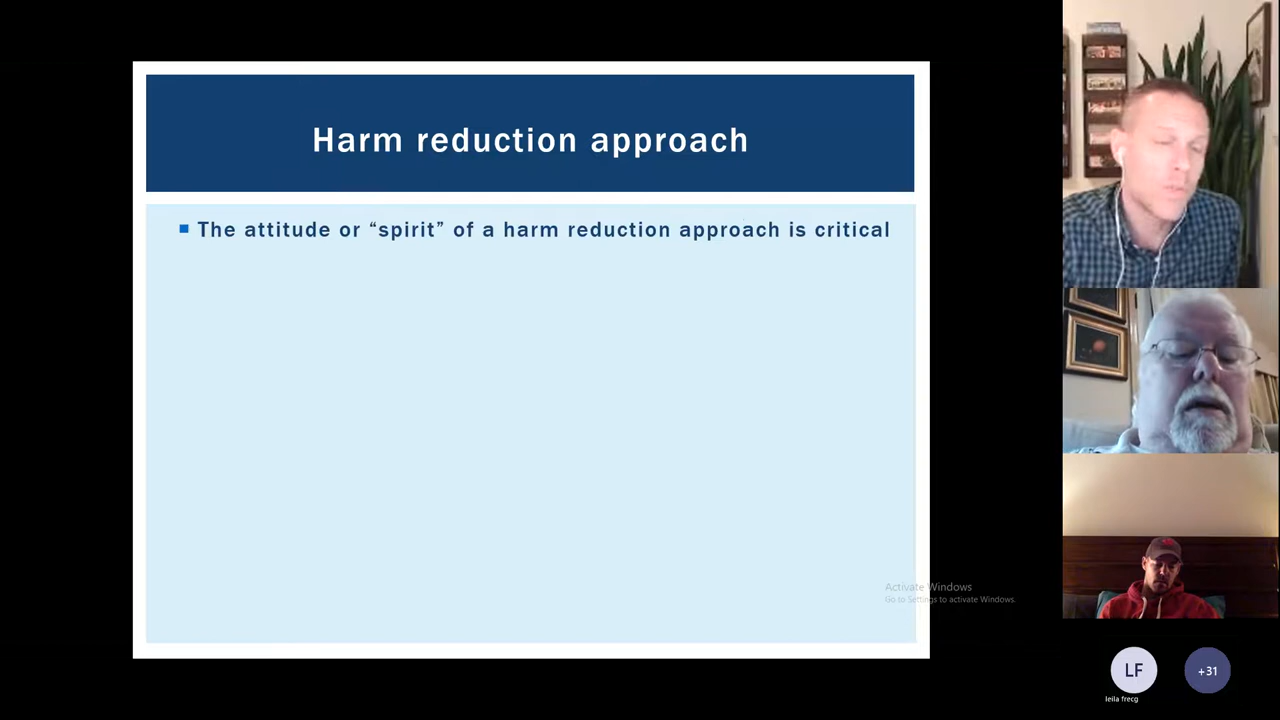 Harm reduction approach
▪ The attitude or “spirit” of a harm reduction approach is critical
Activate Windows
Go to Settings to activate Windows.
LF
+31
leila frecg